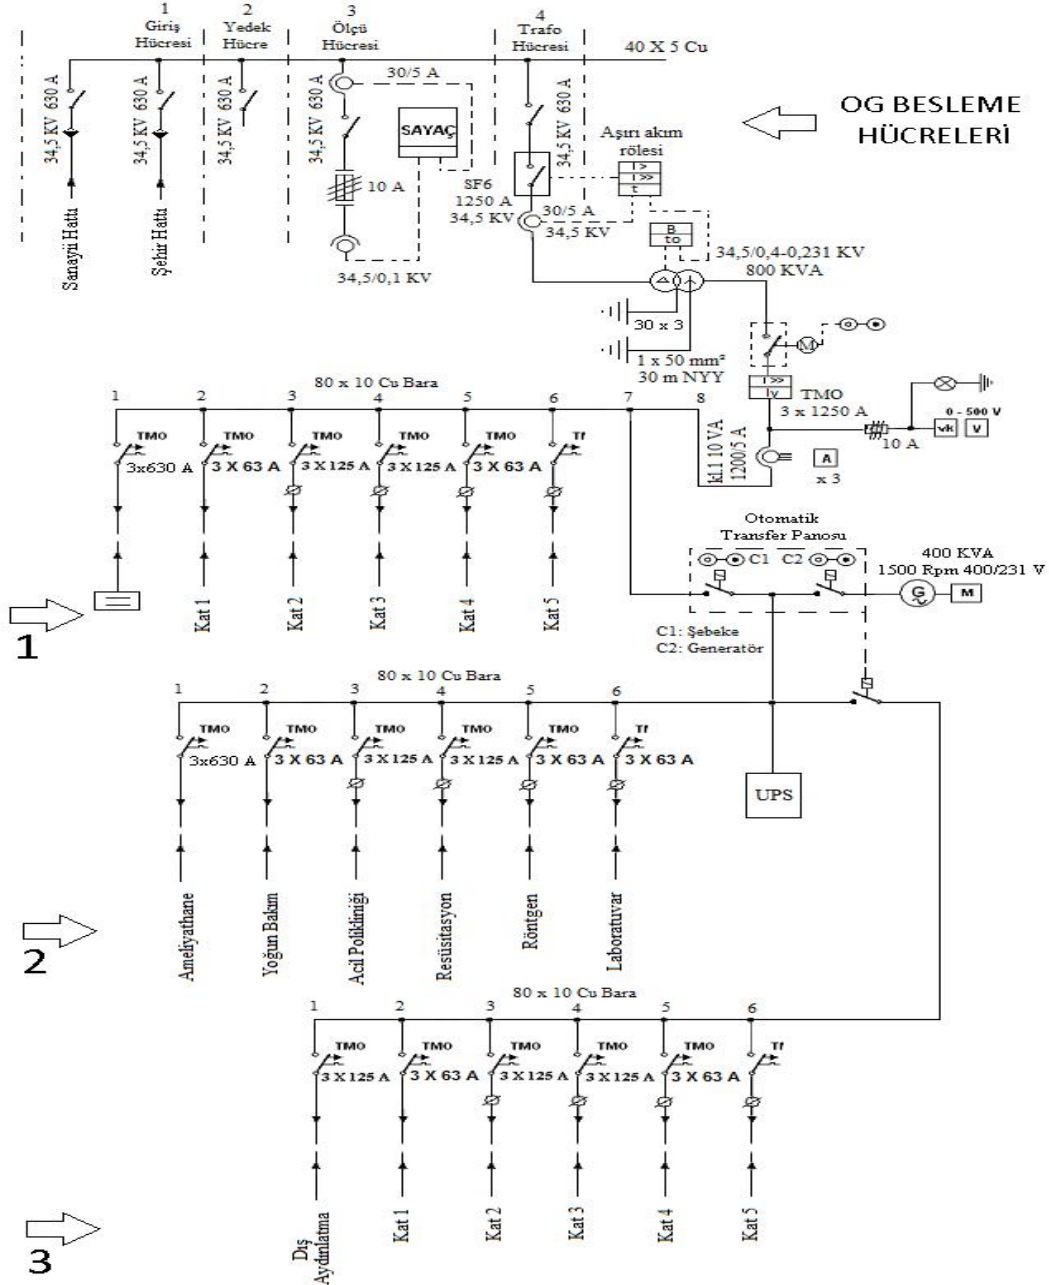 1
Giriş
Hücresi
2
Yedek
Hücre
3
Ölçü
Hücresi
4
Trafo
Hücresi
40 X 5 Cu
OG BESLEME
HÜCRELERİ
34,5 KV 630 A
34,5 KV 630 A
34,5 KV 630 A
34,5 KV 630 A
34,5 KV 630 A
30/5 A
SAYAÇ
10 A
34,5/0,1 KV
Sanayii Hattı
Şehir Hattı
SF6
1250 A
34,5 KV
Aşırı akım
rölesi
I >
I >>
t
30/5 A
34,5 KV
B
to
34,5/0,4-0,231 KV
800 KVA
30 x 3
1 x 50 mm²
30 m NYY
M
I >>
Iv
TMO
3 x 1250 A
0 - 500 V
vk
V
10 A
kl.1 10 VA
1200/5 A
A
x 3
80 x 10 Cu Bara
1
2
3
4
5
6
7
8
TMO
TMO
TMO
TMO
TMO
Tf
3x630 A
3 X 63 A
3 X 125 A
3 X 125 A
3 X 63 A
Kat 1
Kat 2
Kat 3
Kat 4
Kat 5
1
Otomatik
Transfer Panosu
C1
C2
400 KVA
1500 Rpm 400/231 V
G
M
C1: Şebeke
C2: Generatör
80 x 10 Cu Bara
1
2
3
4
5
6
TMO
TMO
TMO
TMO
TMO
Tf
3x630 A
3 X 63 A
3 X 125 A
3 X 125 A
3 X 63 A
3 X 63 A
UPS
Ameliyathane
Yoğun Bakım
Acil Polikliniği
Resüsitasyon
Röntgen
Laboratuvar
2
80 x 10 Cu Bara
1
2
3
4
5
6
TMO
TMO
TMO
TMO
TMO
Tf
3 X 125 A
3 X 63 A
3 X 125 A
3 X 125 A
3 X 63 A
Dış
Aydınlatma
Kat 1
Kat 2
Kat 3
Kat 4
Kat 5
3